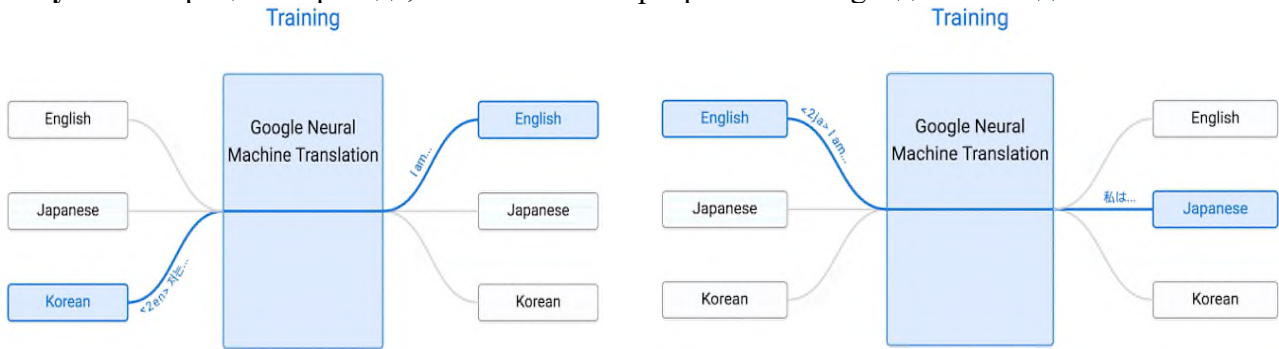 Training
English
Japanese
Korean
Google Neural
Machine Translation
<2en> 저는...
I am...
English
Japanese
Korean
Training
English
Japanese
Korean
<2ja> I am...
Google Neural
Machine Translation
私は...
English
Japanese
Korean